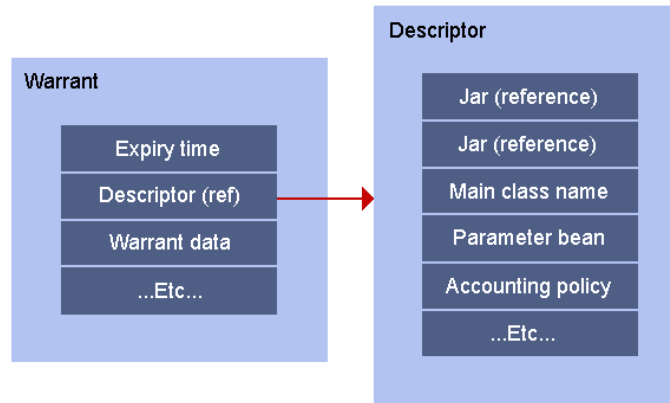 Warrant
Expiry time
Descriptor (ref)
Warrant data
...Etc...
Descriptor
Jar (reference)
Jar (reference)
Main class name
Parameter bean
Accounting policy
...Etc...